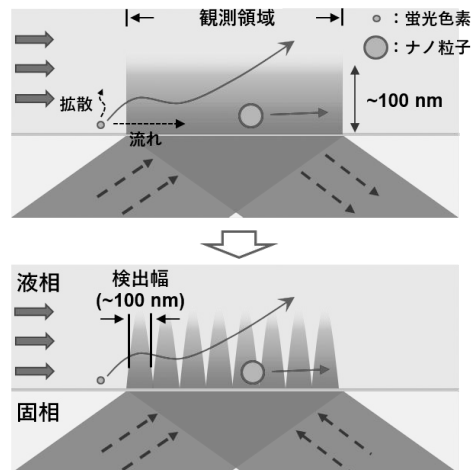 観測領域
：蛍光色素
：ナノ粒子
拡散
~100 nm
流れ
液相
検出幅
(~100 nm)
固相